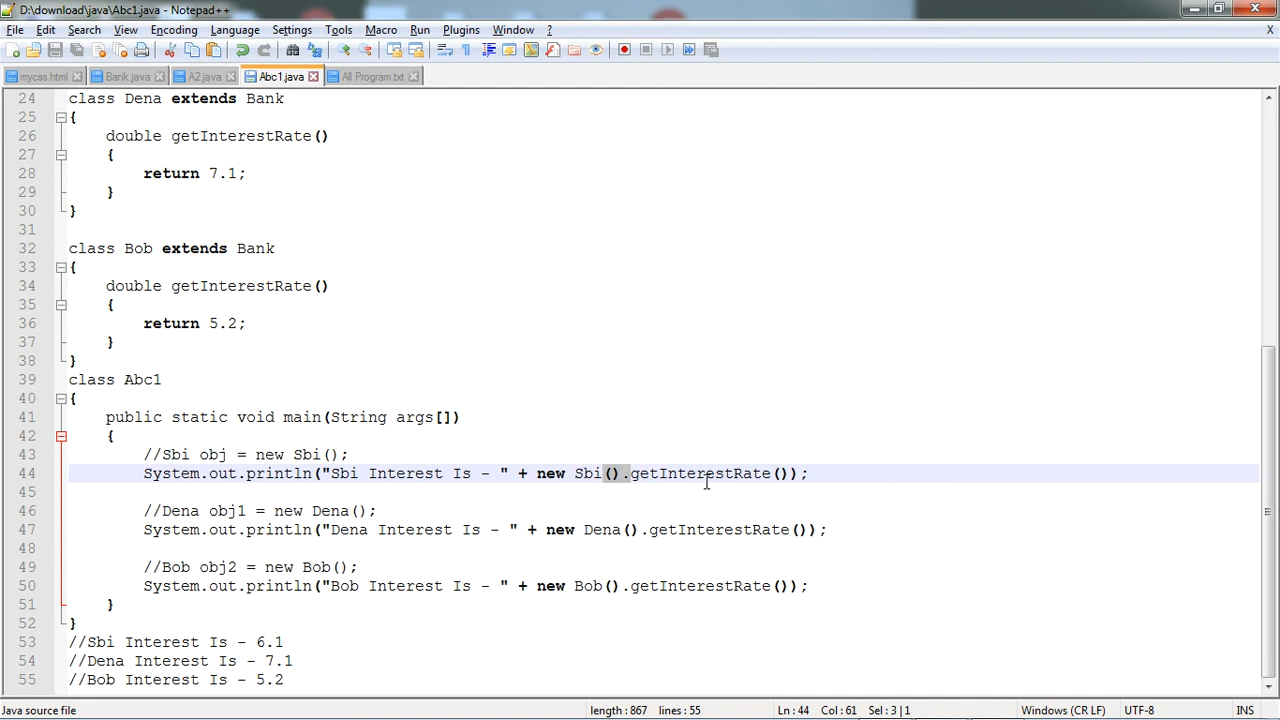 D:\download\java\Abc1.java - Notepad++
File Edit Search View Encoding Language Settings Tools Macro Run Plugins Window ? X
mycss.html Bank.java A2.java Abc1.java All Program.txt
24 class Dena extends Bank
25 {
26 double getInterestRate()
27 {
28 return 7.1;
29 }
30 }
31
32 class Bob extends Bank
33 {
34 double getInterestRate()
35 {
36 return 5.2;
37 }
38 }
39 class Abc1
40 {
41 public static void main(String args[])
42 {
43 //Sbi obj = new Sbi();
44 System.out.println("Sbi Interest Is - " + new Sbi().getInterestRate());
45
46 //Dena obj1 = new Dena();
47 System.out.println("Dena Interest Is - " + new Dena().getInterestRate());
48
49 //Bob obj2 = new Bob();
50 System.out.println("Bob Interest Is - " + new Bob().getInterestRate());
51 }
52 }
53 //Sbi Interest Is - 6.1
54 //Dena Interest Is - 7.1
55 //Bob Interest Is - 5.2
Java source file length : 867 lines : 55 Ln : 44 Col : 61 Sel : 3 | 1 Windows (CR LF) UTF-8 INS